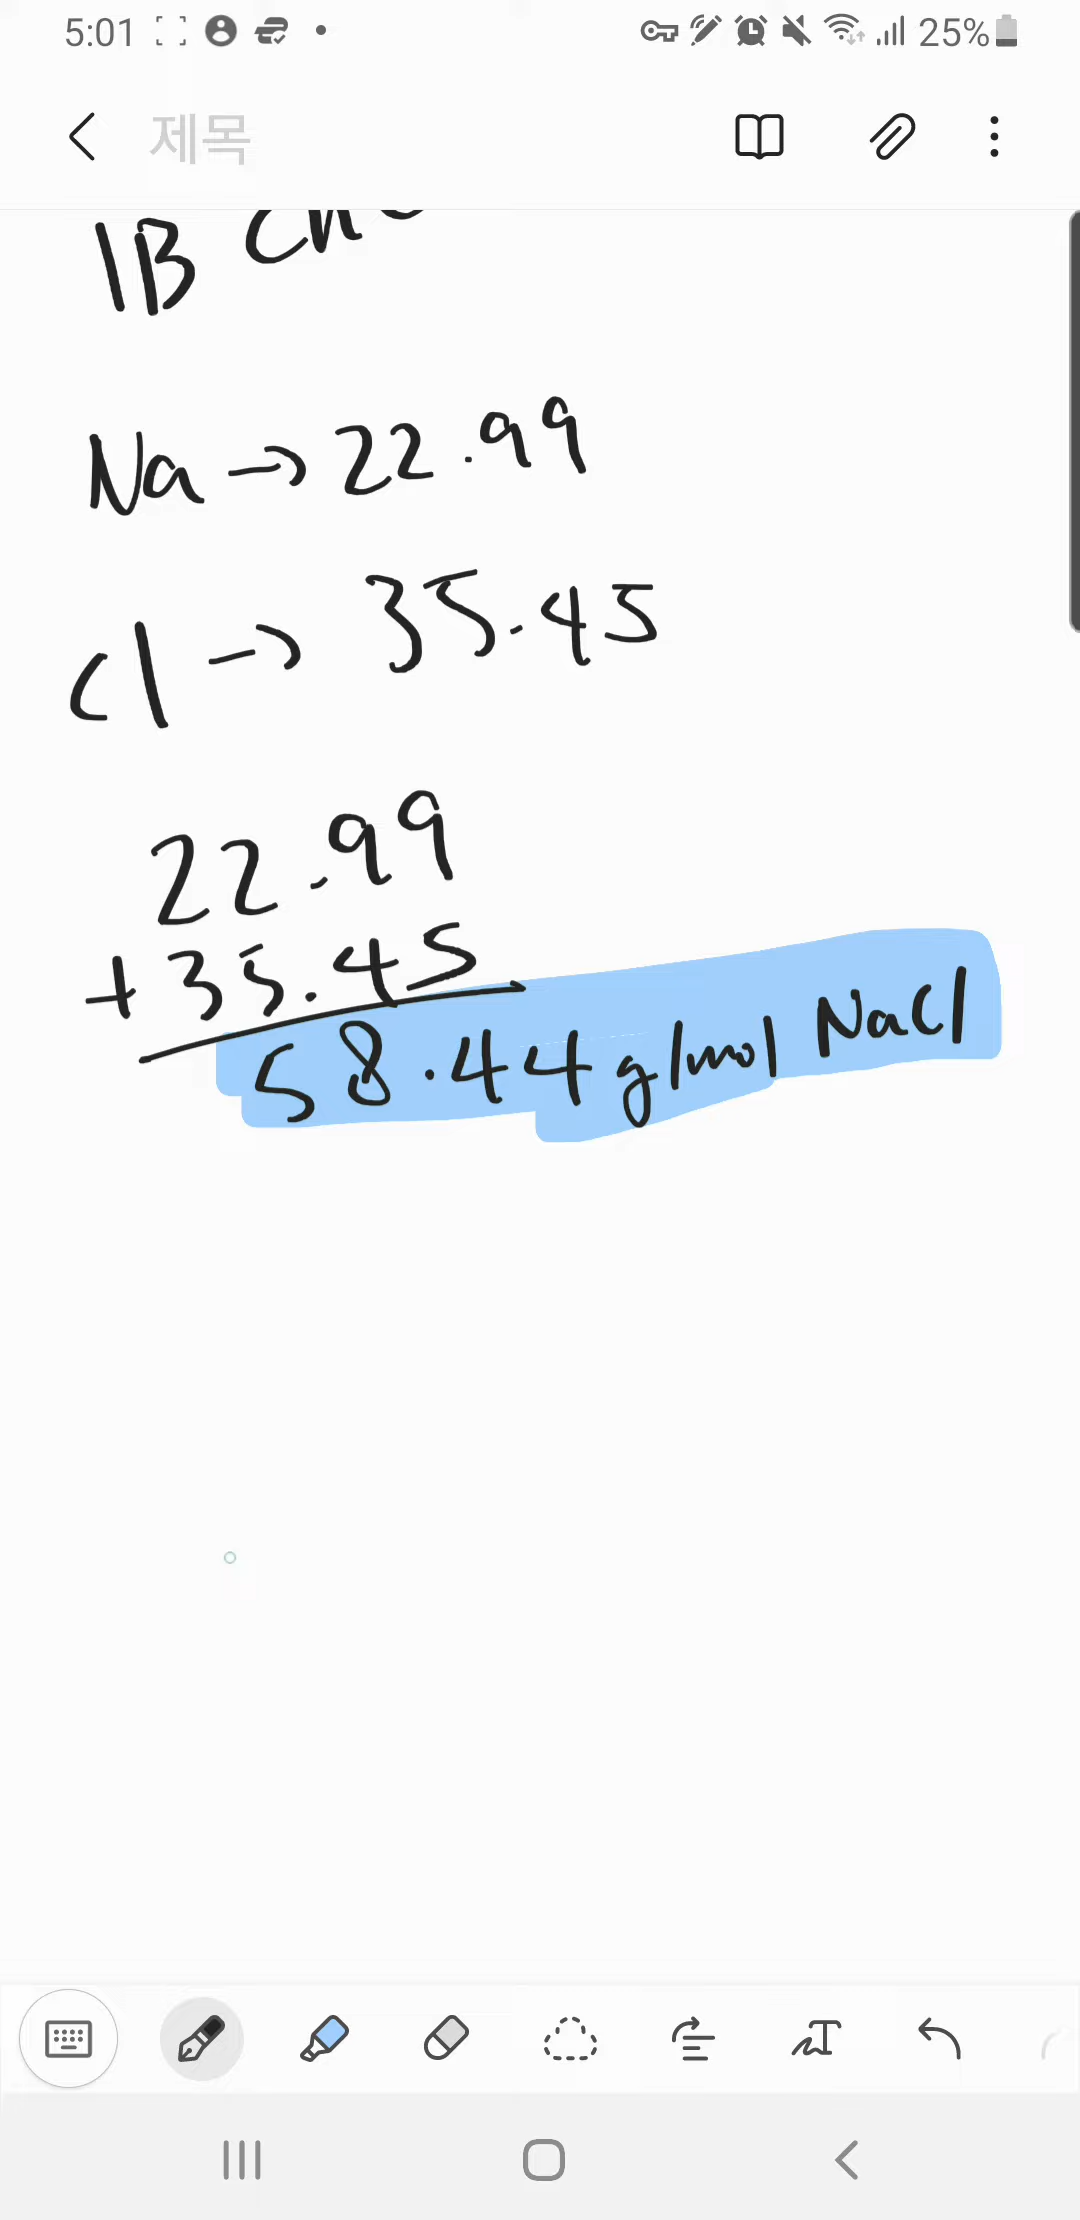 5:01 25%
제목
IB
Na → 22.99
Cl → 35.45
22.99
+35.45
58.44 g/mol NaCl